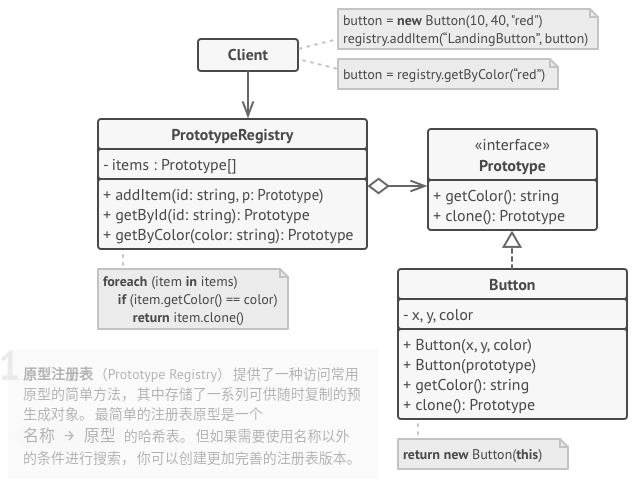 button = new Button(10, 40, "red")
registry.addItem(“LandingButton”, button)
Client
button = registry.getByColor(“red”)
PrototypeRegistry
- items : Prototype[]
+ addItem(id: string, p: Prototype)
+ getById(id: string): Prototype
+ getByColor(color: string): Prototype
«interface»
Prototype
+ getColor(): string
+ clone(): Prototype
foreach (item in items)
if (item.getColor() == color)
return item.clone()
Button
- x, y, color
+ Button(x, y, color)
+ Button(prototype)
+ getColor(): string
+ clone(): Prototype
return new Button(this)
1
原型注册表（Prototype Registry）提供了一种访问常用
原型的简单方法，其中存储了一系列可供随时复制的预
生成对象。最简单的注册表原型是一个
名称 → 原型 的哈希表。但如果需要使用名称以外
的条件进行搜索，你可以创建更加完善的注册表版本。